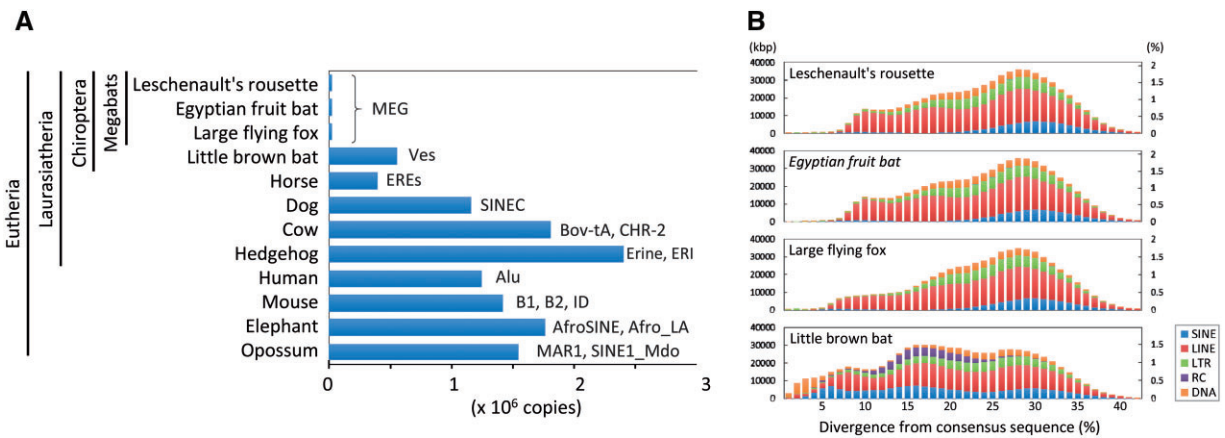 A
Eutheria
Laurasiatheria
Chiroptera
Megabats
Leschenault's rousette
Egyptian fruit bat
Large flying fox
MEG
Little brown bat
Ves
Horse
EREs
Dog
SINEC
Cow
Bov-tA, CHR-2
Hedgehog
Erine, ERI
Human
Alu
Mouse
B1, B2, ID
Elephant
AfroSINE, Afro_LA
Opossum
MAR1, SINE1_Mdo
0 1 2 3
(x 10⁶ copies)
B
(kbp) (%)
Leschenault's rousette
40000
30000
20000
10000
0
2
1.5
1
0.5
0
Egyptian fruit bat
40000
30000
20000
10000
0
2
1.5
1
0.5
0
Large flying fox
40000
30000
20000
10000
0
2
1.5
1
0.5
0
Little brown bat
40000
30000
20000
10000
0
1.5
1
0.5
0
5 10 15 20 25 30 35 40
Divergence from consensus sequence (%)
SINE
LINE
LTR
RC
DNA